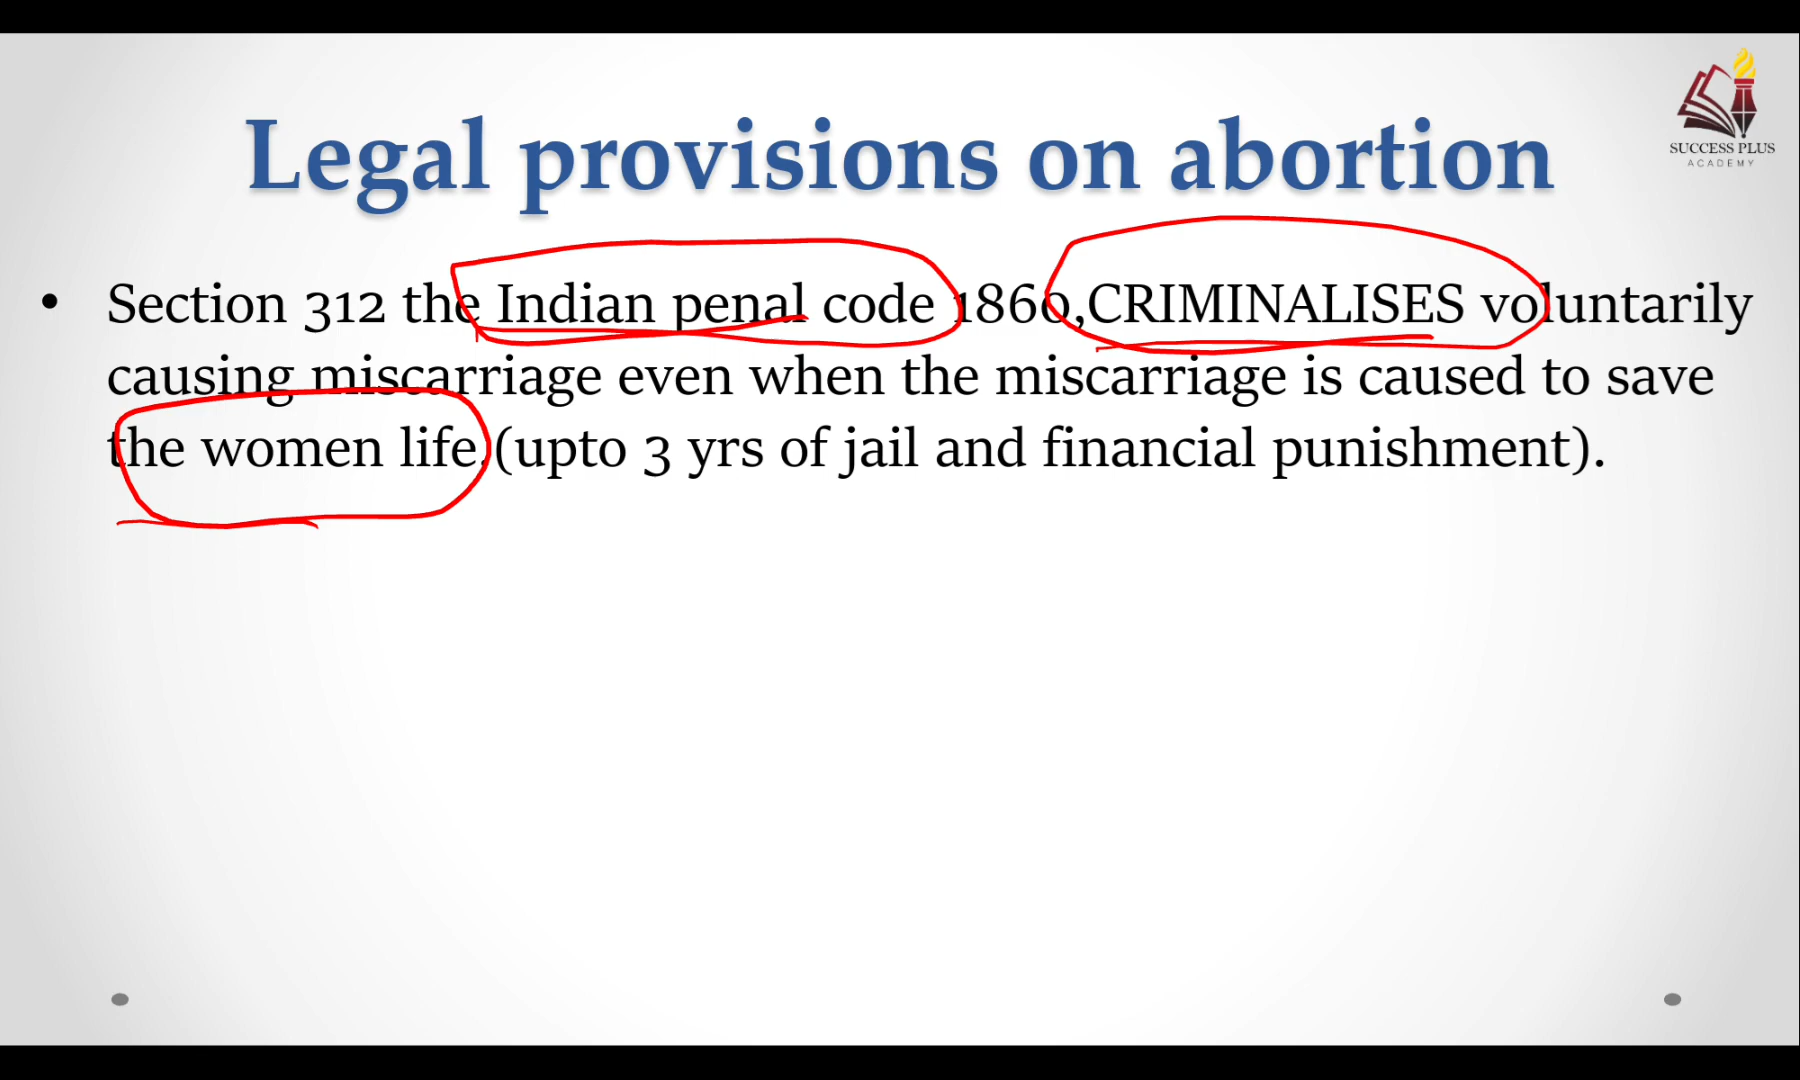 SUCCESS PLUS
ACADEMY
Legal provisions on abortion
• Section 312 the Indian penal code 1860,CRIMINALISES voluntarily
causing miscarriage even when the miscarriage is caused to save
the women life.(upto 3 yrs of jail and financial punishment).